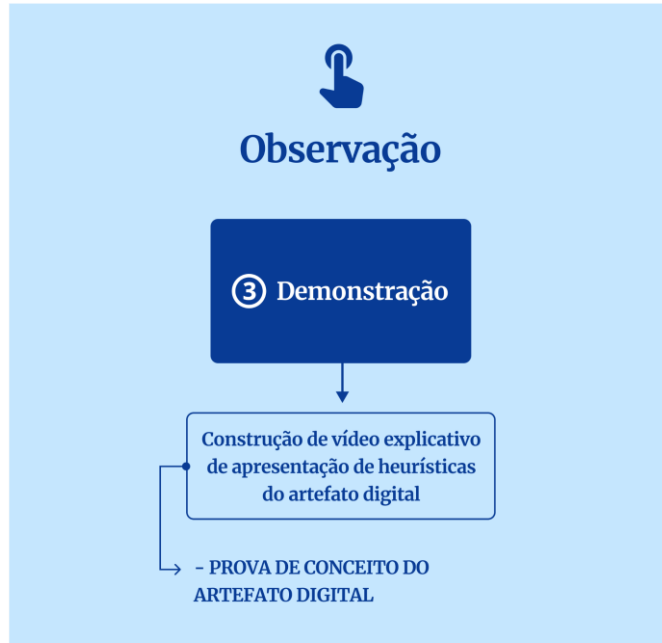 Observação
3 Demonstração
Construção de vídeo explicativo
de apresentação de heurísticas
do artefato digital
- PROVA DE CONCEITO DO
ARTEFATO DIGITAL